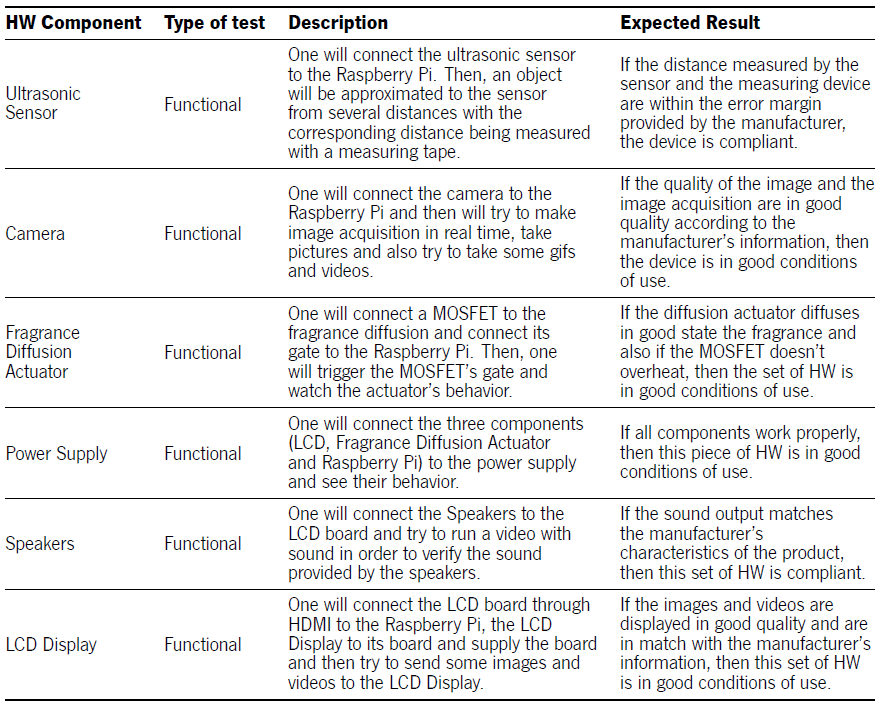 HW Component Type of test Description Expected Result
Ultrasonic
Sensor
Functional
One will connect the ultrasonic sensor
to the Raspberry Pi. Then, an object
will be approximated to the sensor
from several distances with the
corresponding distance being measured
with a measuring tape.
If the distance measured by the
sensor and the measuring device
are within the error margin
provided by the manufacturer,
the device is compliant.
Camera
Functional
One will connect the camera to the
Raspberry Pi and then will try to make
image acquisition in real time, take
pictures and also try to take some gifs
and videos.
If the quality of the image and the
image acquisition are in good
quality according to the
manufacturer's information, then
the device is in good conditions
of use.
Fragrance
Diffusion
Actuator
Functional
One will connect a MOSFET to the
fragrance diffusion and connect its
gate to the Raspberry Pi. Then, one
will trigger the MOSFET's gate and
watch the actuator's behavior.
If the diffusion actuator diffuses
in good state the fragrance and
also if the MOSFET doesn't
overheat, then the set of HW is
in good conditions of use.
Power Supply
Functional
One will connect the three components
(LCD, Fragrance Diffusion Actuator
and Raspberry Pi) to the power supply
and see their behavior.
If all components work properly,
then this piece of HW is in good
conditions of use.
Speakers
Functional
One will connect the Speakers to the
LCD board and try to run a video with
sound in order to verify the sound
provided by the speakers.
If the sound output matches
the manufacturer's
characteristics of the product,
then this set of HW is compliant.
LCD Display
Functional
One will connect the LCD board through
HDMI to the Raspberry Pi, the LCD
Display to its board and supply the board
and then try to send some images and
videos to the LCD Display.
If the images and videos are
displayed in good quality and are
in match with the manufacturer's
information, then this set of HW
is in good conditions of use.